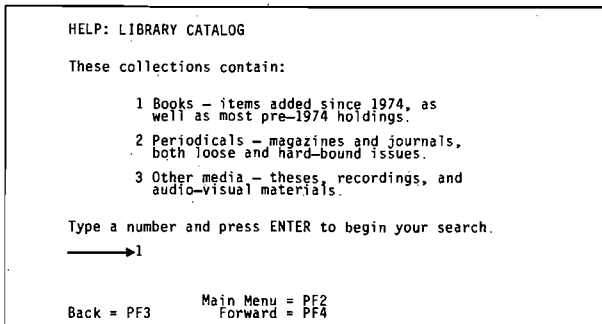 HELP: LIBRARY CATALOG
These collections contain:
1 Books – items added since 1974, as
well as most pre–1974 holdings.
2 Periodicals – magazines and journals,
both loose and hard–bound issues.
3 Other media – theses, recordings, and
audio–visual materials.
Type a number and press ENTER to begin your search.
1
Main Menu = PF2
Back = PF3 Forward = PF4